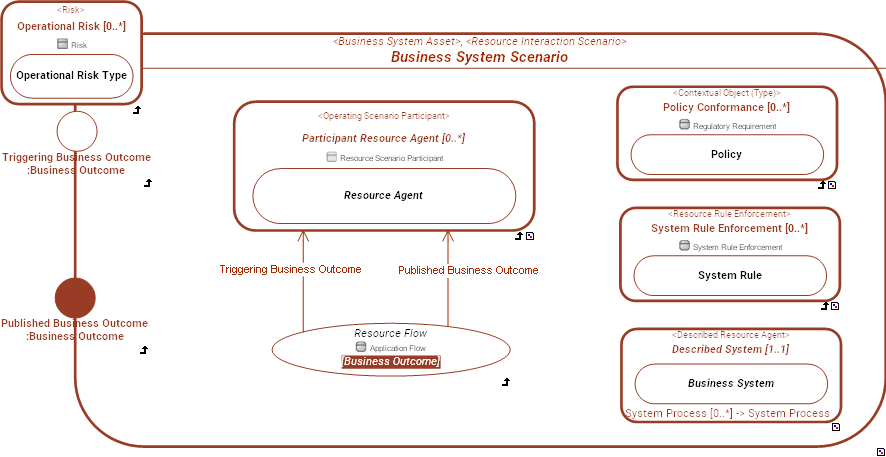 <Risk>
Operational Risk [0..*]
Risk
Operational Risk Type
<Business System Asset>, <Resource Interaction Scenario>
Business System Scenario
Triggering Business Outcome
:Business Outcome
Published Business Outcome
:Business Outcome
<Operating Scenario Participant>
Participant Resource Agent [0..*]
Resource Scenario Participant
Resource Agent
Triggering Business Outcome
Published Business Outcome
Resource Flow
Application Flow
[Business Outcome]
<Contextual Object (Type)>
Policy Conformance [0..*]
Regulatory Requirement
Policy
<Resource Rule Enforcement>
System Rule Enforcement [0..*]
System Rule Enforcement
System Rule
<Described Resource Agent>
Described System [1..1]
Business System
System Process [0..*] -> System Process